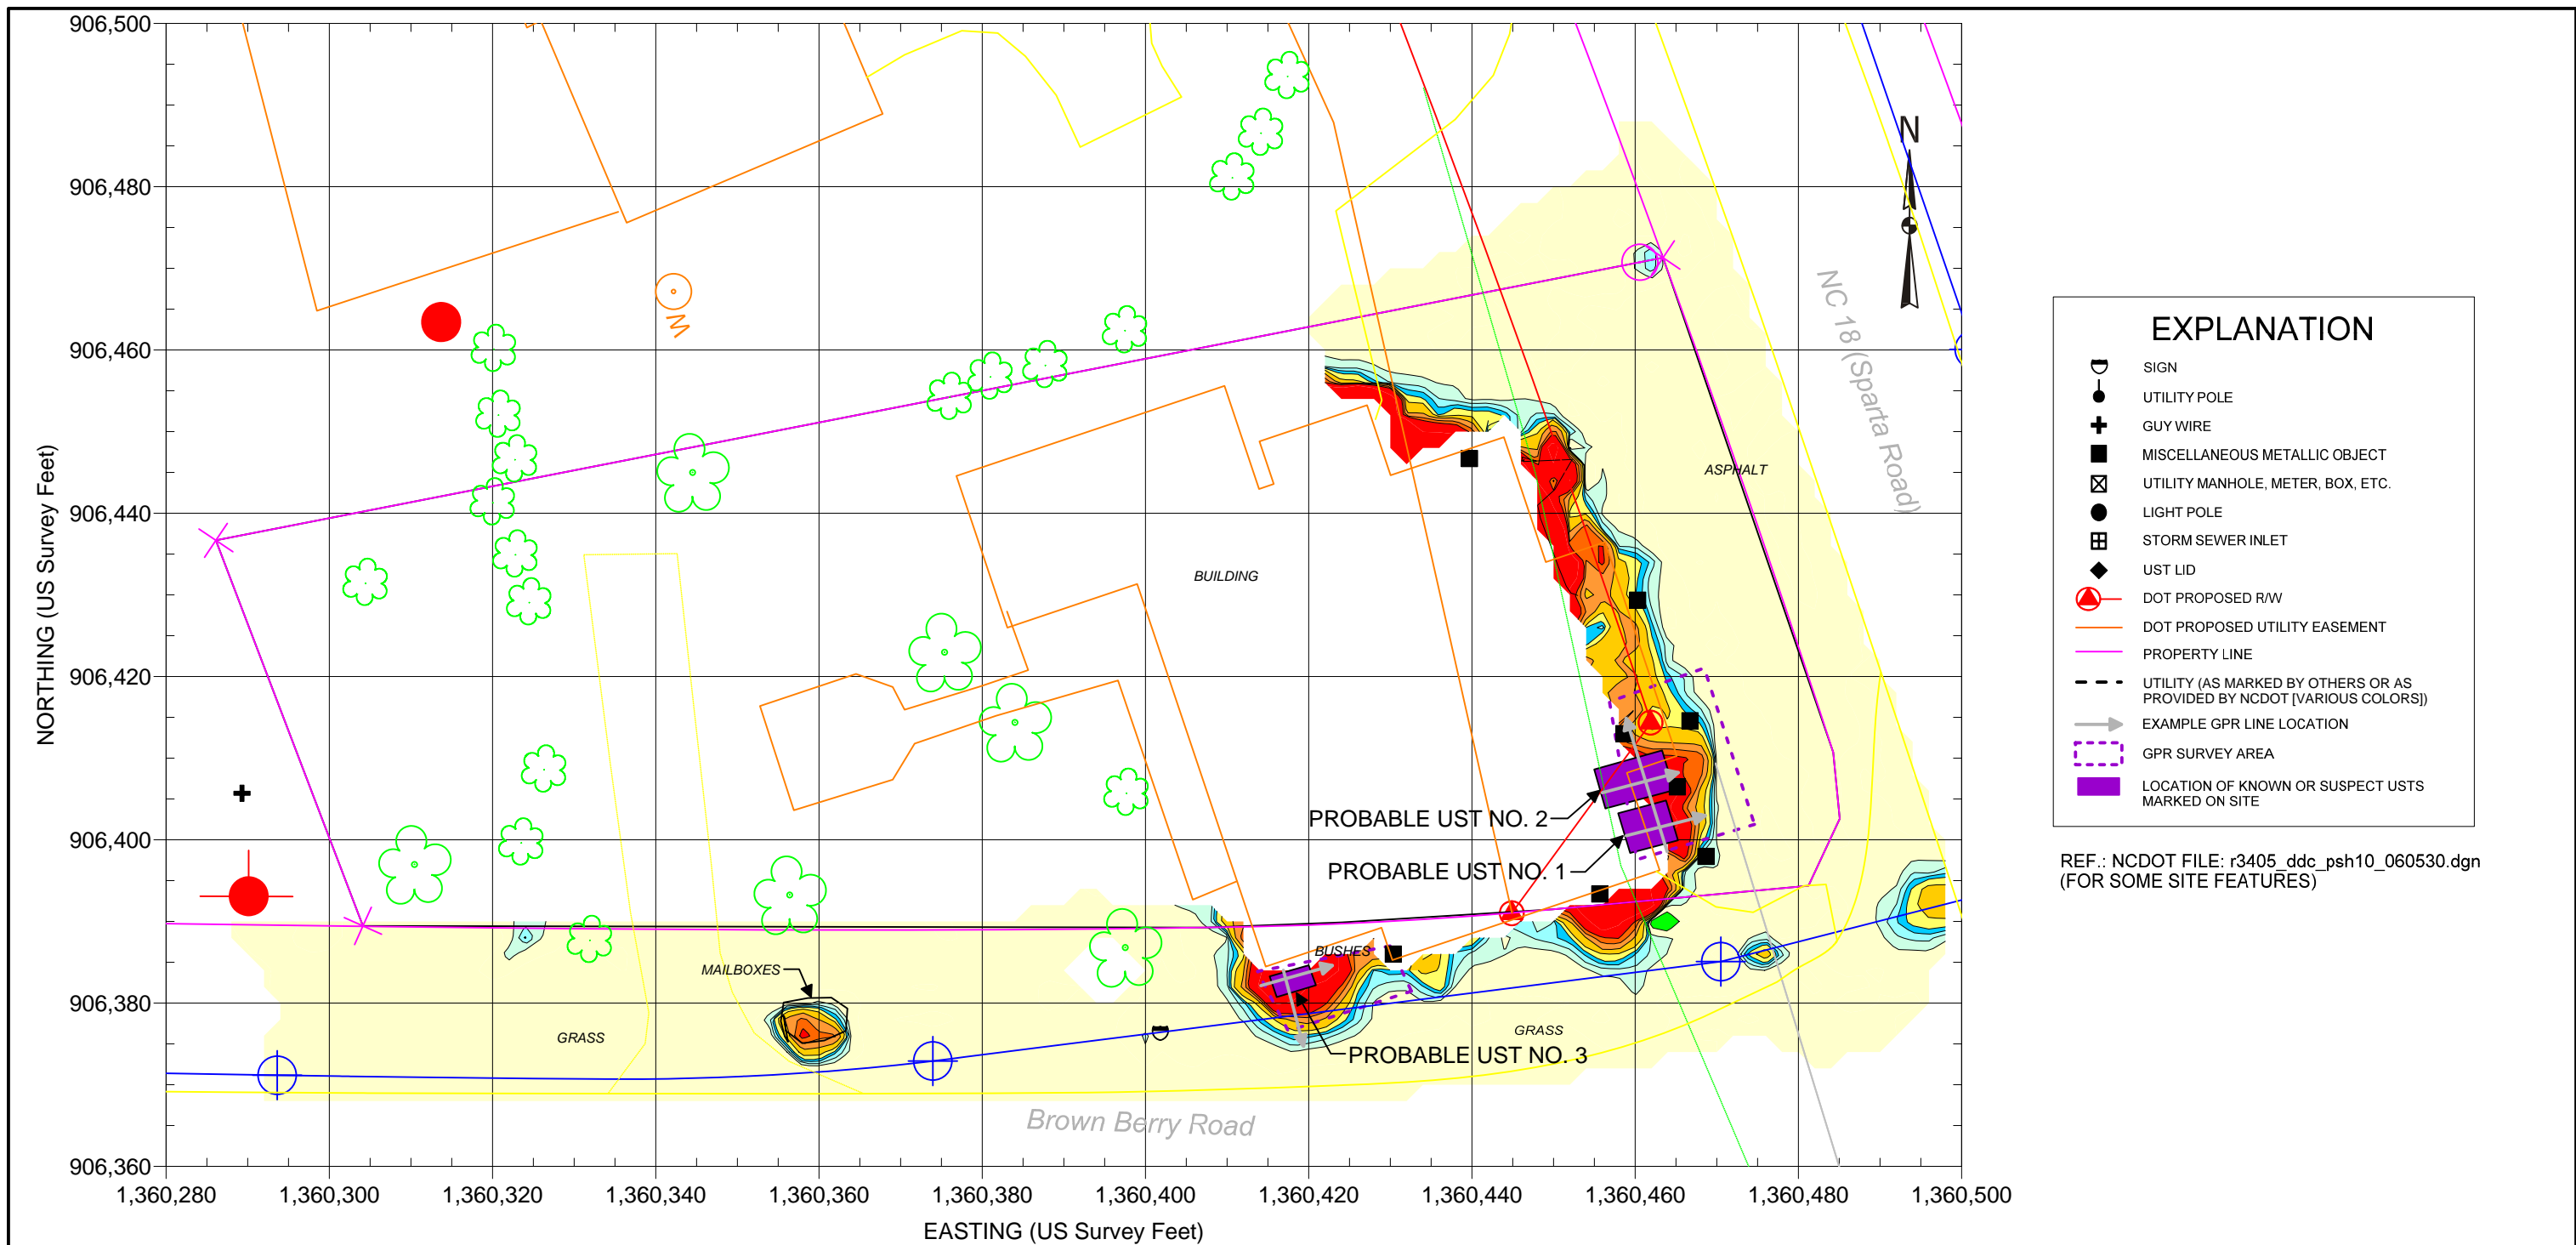 906,500
906,480
906,460
906,440
906,420
906,400
906,380
906,360
NORTHING (US Survey Feet)
1,360,280
1,360,300
1,360,320
1,360,340
1,360,360
1,360,380
1,360,400
1,360,420
1,360,440
1,360,460
1,360,480
1,360,500
EASTING (US Survey Feet)
N
NC 18 (Sparta Road)
ASPHALT
W
BUILDING
PROBABLE UST NO. 2
PROBABLE UST NO. 1
BUSHES
MAILBOXES
GRASS
GRASS
PROBABLE UST NO. 3
Brown Berry Road
EXPLANATION
SIGN
UTILITY POLE
GUY WIRE
MISCELLANEOUS METALLIC OBJECT
UTILITY MANHOLE, METER, BOX, ETC.
LIGHT POLE
STORM SEWER INLET
UST LID
DOT PROPOSED R/W
DOT PROPOSED UTILITY EASEMENT
PROPERTY LINE
UTILITY (AS MARKED BY OTHERS OR AS
PROVIDED BY NCDOT [VARIOUS COLORS])
EXAMPLE GPR LINE LOCATION
GPR SURVEY AREA
LOCATION OF KNOWN OR SUSPECT USTS
MARKED ON SITE
REF.: NCDOT FILE: r3405_ddc_psh10_060530.dgn
(FOR SOME SITE FEATURES)